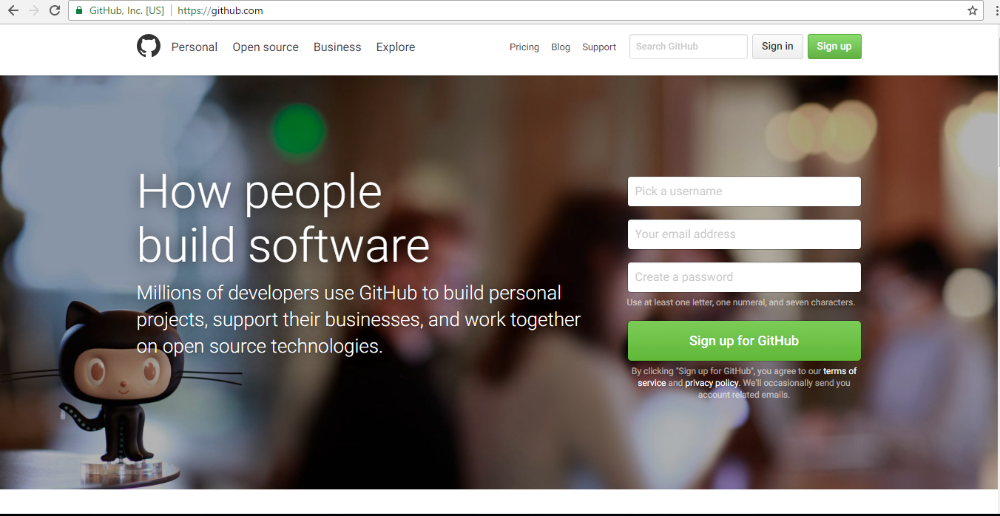 GitHub, Inc. [US] https://github.com
Personal Open source Business Explore Pricing Blog Support Search GitHub Sign in Sign up
How people
build software
Millions of developers use GitHub to build personal
projects, support their businesses, and work together
on open source technologies.
Pick a username
Your email address
Create a password
Use at least one letter, one numeral, and seven characters.
Sign up for GitHub
By clicking "Sign up for GitHub", you agree to our terms of
service and privacy policy. We'll occasionally send you
account related emails.